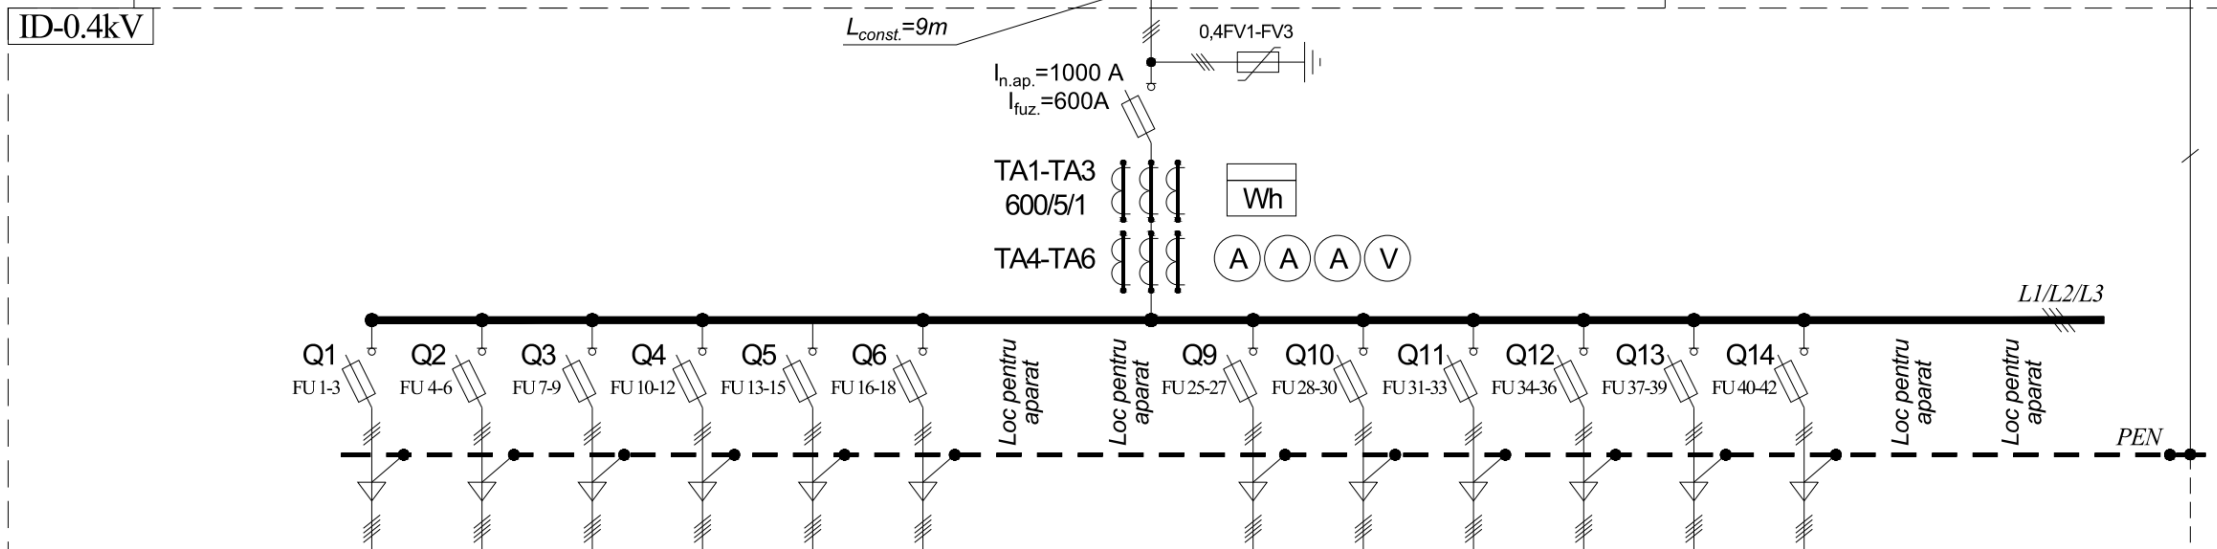 ID-0.4kV
Lconst.=9m
0,4FV1-FV3
In.ap.=1000 A
Ifuz.=600A
TA1-TA3
600/5/1
Wh
TA4-TA6
A A A V
L1/L2/L3
Q1
FU 1-3
Q2
FU 4-6
Q3
FU 7-9
Q4
FU 10-12
Q5
FU 13-15
Q6
FU 16-18
Loc pentru
aparat
Loc pentru
aparat
Q9
FU 25-27
Q10
FU 28-30
Q11
FU 31-33
Q12
FU 34-36
Q13
FU 37-39
Q14
FU 40-42
Loc pentru
aparat
Loc pentru
aparat
PEN